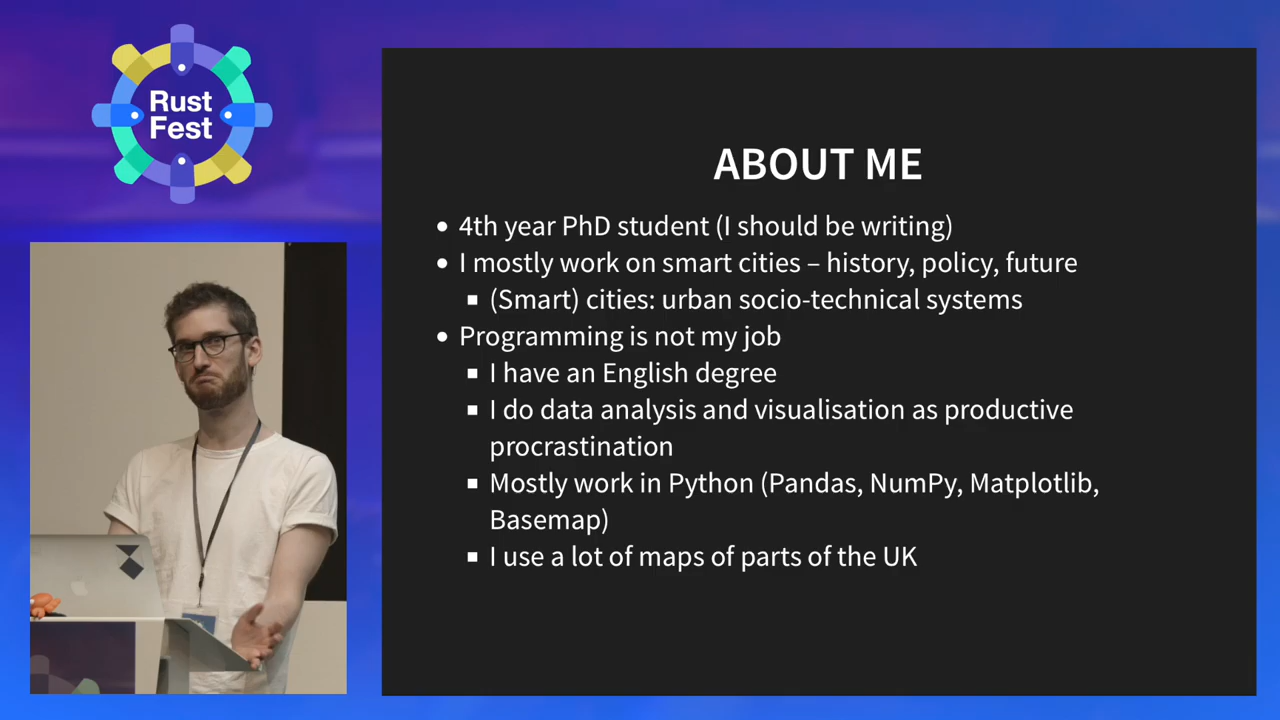 Rust
Fest
ABOUT ME
• 4th year PhD student (I should be writing)
• I mostly work on smart cities – history, policy, future
▪ (Smart) cities: urban socio-technical systems
• Programming is not my job
▪ I have an English degree
▪ I do data analysis and visualisation as productive
procrastination
▪ Mostly work in Python (Pandas, NumPy, Matplotlib,
Basemap)
▪ I use a lot of maps of parts of the UK